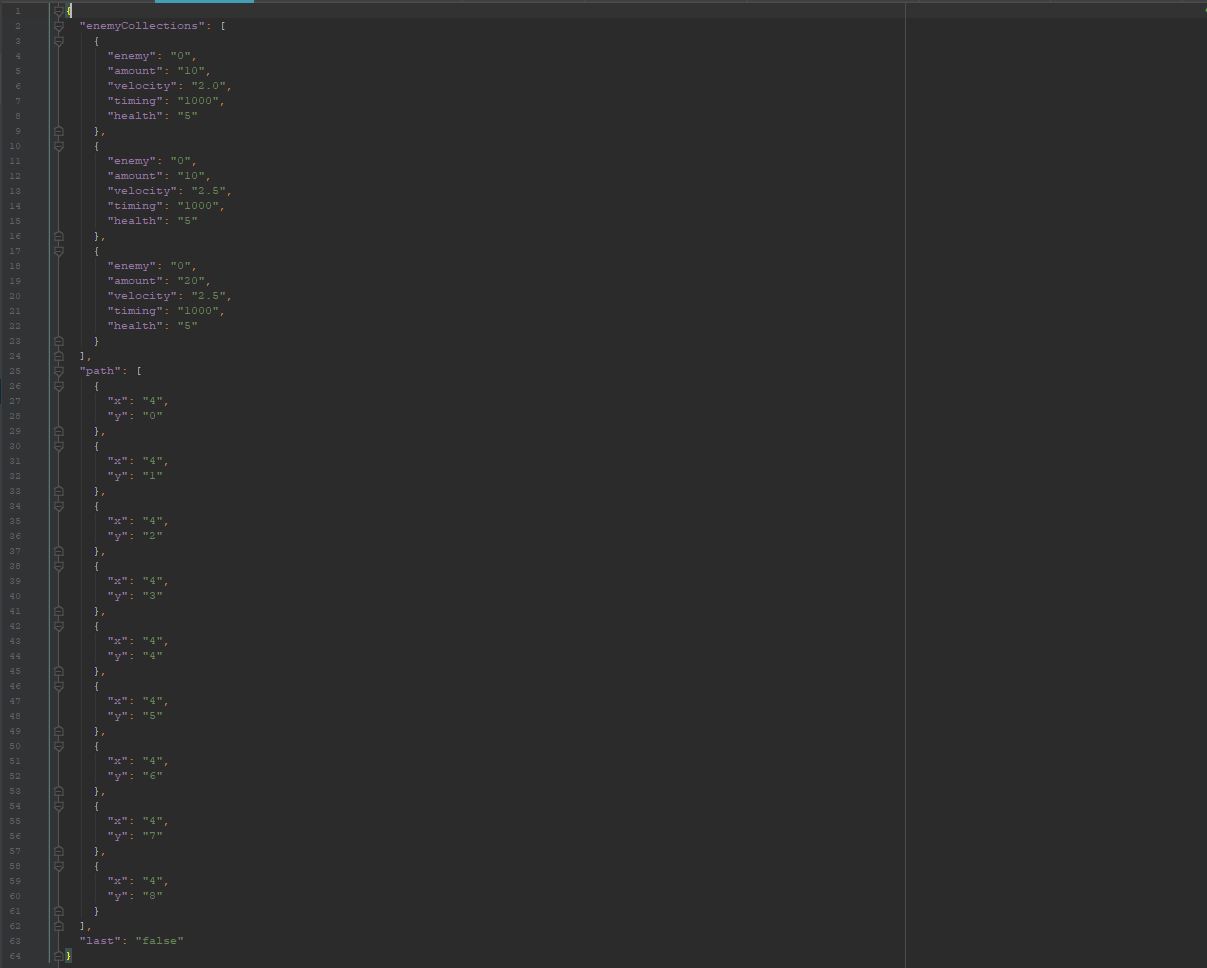 1 {
2 "enemyCollections": [
3 {
4 "enemy": "0",
5 "amount": "10",
6 "velocity": "2.0",
7 "timing": "1000",
8 "health": "5"
9 },
10 {
11 "enemy": "0",
12 "amount": "10",
13 "velocity": "2.5",
14 "timing": "1000",
15 "health": "5"
16 },
17 {
18 "enemy": "0",
19 "amount": "20",
20 "velocity": "2.5",
21 "timing": "1000",
22 "health": "5"
23 }
24 ],
25 "path": [
26 {
27 "x": "4",
28 "y": "0"
29 },
30 {
31 "x": "4",
32 "y": "1"
33 },
34 {
35 "x": "4",
36 "y": "2"
37 },
38 {
39 "x": "4",
40 "y": "3"
41 },
42 {
43 "x": "4",
44 "y": "4"
45 },
46 {
47 "x": "4",
48 "y": "5"
49 },
50 {
51 "x": "4",
52 "y": "6"
53 },
54 {
55 "x": "4",
56 "y": "7"
57 },
58 {
59 "x": "4",
60 "y": "8"
61 }
62 ],
63 "last": "false"
64 }